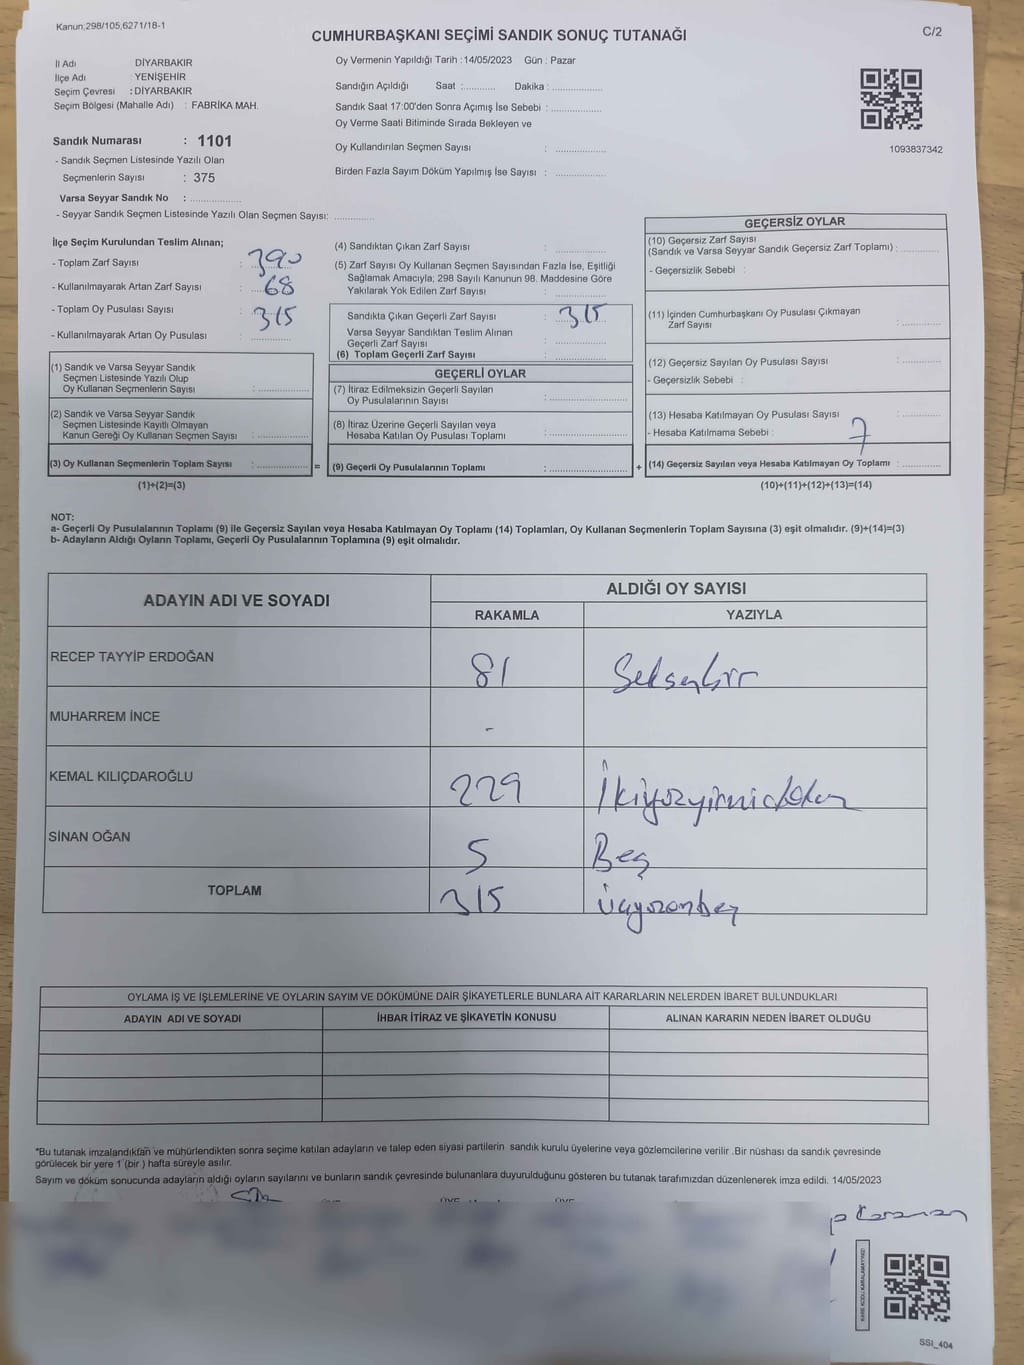 Kanun;298/105,6271/18-1
CUMHURBAŞKANI SEÇİMİ SANDIK SONUÇ TUTANAĞI
C/2
İl Adı DİYARBAKIR
İlçe Adı : YENİŞEHİR
Seçim Çevresi : DİYARBAKIR
Seçim Bölgesi (Mahalle Adı) : FABRİKA MAH.
Sandık Numarası : 1101
- Sandık Seçmen Listesinde Yazılı Olan
Seçmenlerin Sayısı : 375
Varsa Seyyar Sandık No : ................
- Seyyar Sandık Seçmen Listesinde Yazılı Olan Seçmen Sayısı: .............
Oy Vermenin Yapıldığı Tarih :14/05/2023 Gün : Pazar
Sandığın Açıldığı Saat :........... Dakika : ................
Sandık Saat 17:00'den Sonra Açımış İse Sebebi : ................
Oy Verme Saati Bitiminde Sırada Bekleyen ve
Oy Kullandırılan Seçmen Sayısı : ................
Birden Fazla Sayım Döküm Yapılmış İse Sayısı : ................
1093837342
İlçe Seçim Kurulundan Teslim Alınan;
- Toplam Zarf Sayısı : 390
- Kullanılmayarak Artan Zarf Sayısı : 68
- Toplam Oy Pusulası Sayısı : 315
- Kullanılmayarak Artan Oy Pusulası : ............
(1) Sandık ve Varsa Seyyar Sandık
Seçmen Listesinde Yazılı Olup
Oy Kullanan Seçmenlerin Sayısı : ................
(2) Sandık ve Varsa Seyyar Sandık
Seçmen Listesinde Kayıtlı Olmayan
Kanun Gereği Oy Kullanan Seçmen Sayısı : ................
(3) Oy Kullanan Seçmenlerin Toplam Sayısı : ................ =
(1)+(2)=(3)
(4) Sandıktan Çıkan Zarf Sayısı : ................
(5) Zarf Sayısı Oy Kullanan Seçmen Sayısından Fazla İse, Eşitliği
Sağlamak Amacıyla; 298 Sayılı Kanunun 98. Maddesine Göre
Yakılarak Yok Edilen Zarf Sayısı : ................
Sandıkta Çıkan Geçerli Zarf Sayısı : 315
Varsa Seyyar Sandıktan Teslim Alınan
Geçerli Zarf Sayısı : ................
(6) Toplam Geçerli Zarf Sayısı : ................
GEÇERLİ OYLAR
(7) İtiraz Edilmeksizin Geçerli Sayılan
Oy Pusulalarının Sayısı : ................
(8) İtiraz Üzerine Geçerli Sayılan veya
Hesaba Katılan Oy Pusulası Toplamı : ................
(9) Geçerli Oy Pusulalarının Toplamı : ................ +
GEÇERSİZ OYLAR
(10) Geçersiz Zarf Sayısı
(Sandık ve Varsa Seyyar Sandık Geçersiz Zarf Toplamı) : ............
- Geçersizlik Sebebi :
(11) İçinden Cumhurbaşkanı Oy Pusulası Çıkmayan
Zarf Sayısı : ............
(12) Geçersiz Sayılan Oy Pusulası Sayısı : ............
- Geçersizlik Sebebi :
(13) Hesaba Katılmayan Oy Pusulası Sayısı : ............
- Hesaba Katılmama Sebebi :
7
(14) Geçersiz Sayılan veya Hesaba Katılmayan Oy Toplamı : ............
(10)+(11)+(12)+(13)=(14)
NOT:
a- Geçerli Oy Pusulalarının Toplamı (9) ile Geçersiz Sayılan veya Hesaba Katılmayan Oy Toplamı (14) Toplamları, Oy Kullanan Seçmenlerin Toplam Sayısına (3) eşit olmalıdır. (9)+(14)=(3)
b- Adayların Aldığı Oyların Toplamı, Geçerli Oy Pusulalarının Toplamına (9) eşit olmalıdır.
ADAYIN ADI VE SOYADI
ALDIĞI OY SAYISI
RAKAMLA YAZIYLA
RECEP TAYYİP ERDOĞAN 81 Seksenbir
MUHARREM İNCE -
KEMAL KILIÇDAROĞLU 229 İkiyüzyirmidokuz
SİNAN OĞAN 5 Beş
TOPLAM 315 Üçyüzonbeş
OYLAMA İŞ VE İŞLEMLERİNE VE OYLARIN SAYIM VE DÖKÜMÜNE DAİR ŞİKAYETLERLE BUNLARA AİT KARARLARIN NELERDEN İBARET BULUNDUKLARI
ADAYIN ADI VE SOYADI İHBAR İTİRAZ VE ŞİKAYETİN KONUSU ALINAN KARARIN NEDEN İBARET OLDUĞU
*Bu tutanak imzalandıktan ve mühürlendikten sonra seçime katılan adayların ve talep eden siyasi partilerin sandık kurulu üyelerine veya gözlemcilerine verilir .Bir nüshası da sandık çevresinde
görülecek bir yere 1 (bir ) hafta süreyle asılır.
Sayım ve döküm sonucunda adayların aldığı oyların sayılarını ve bunların sandık çevresinde bulunanlara duyurulduğunu gösteren bu tutanak tarafımızdan düzenlenerek imza edildi. 14/05/2023
SSI_404